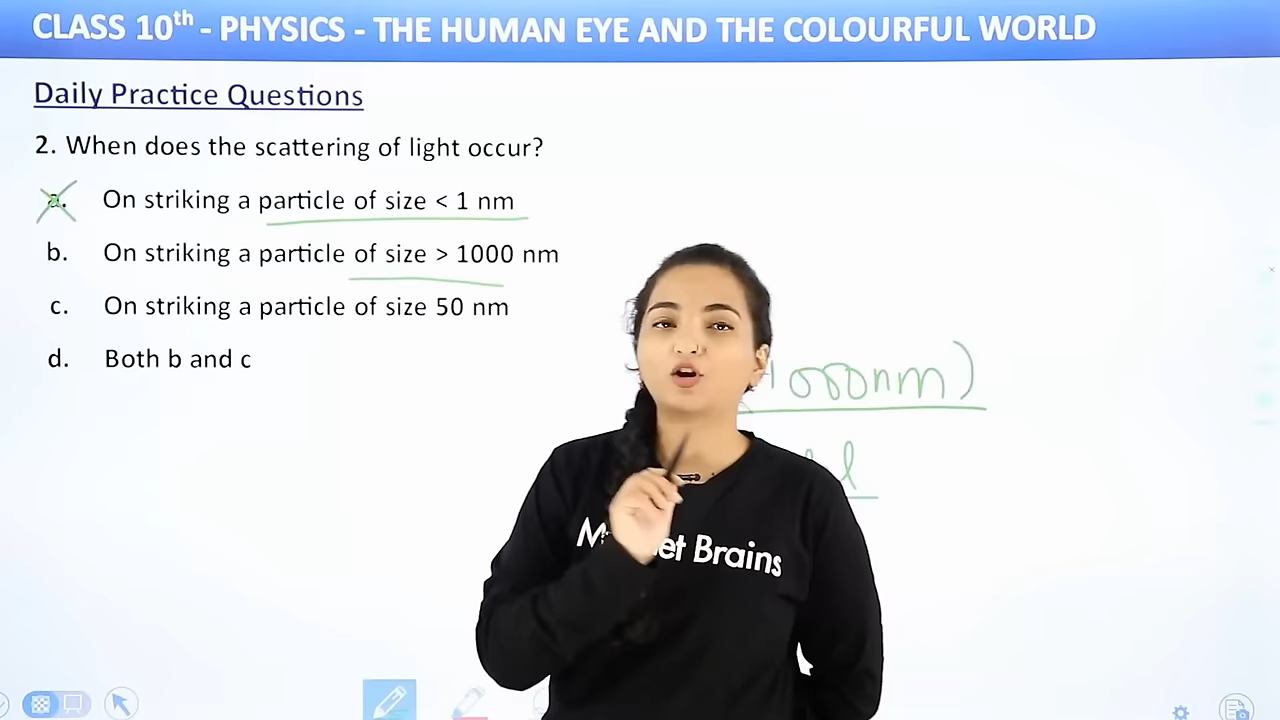 CLASS 10th - PHYSICS - THE HUMAN EYE AND THE COLOURFUL WORLD
Daily Practice Questions
2. When does the scattering of light occur?
a. On striking a particle of size < 1 nm
b. On striking a particle of size > 1000 nm
c. On striking a particle of size 50 nm
d. Both b and c
1000nm)
Brains